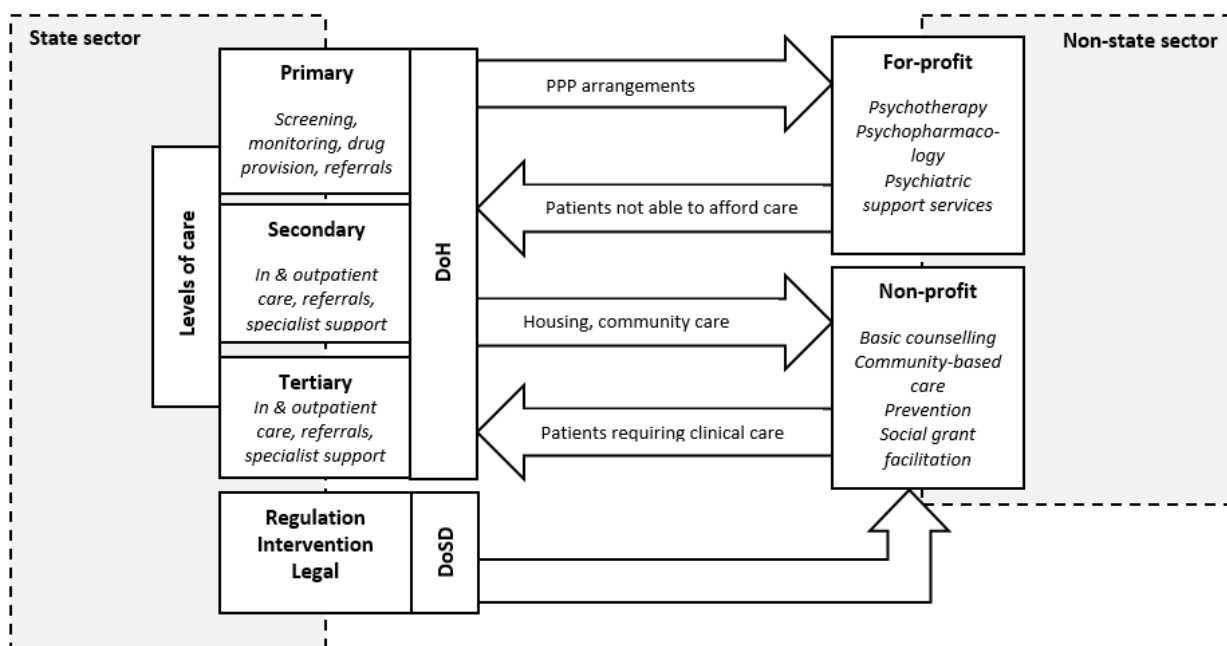 State sector
Non-state sector
Levels of care
Primary
Screening,
monitoring, drug
provision, referrals
Secondary
In & outpatient
care, referrals,
specialist support
Tertiary
In & outpatient
care, referrals,
specialist support
DoH
Regulation
Intervention
Legal
DoSD
PPP arrangements
Patients not able to afford care
Housing, community care
Patients requiring clinical care
For-profit
Psychotherapy
Psychopharmaco-
logy
Psychiatric
support services
Non-profit
Basic counselling
Community-based
care
Prevention
Social grant
facilitation